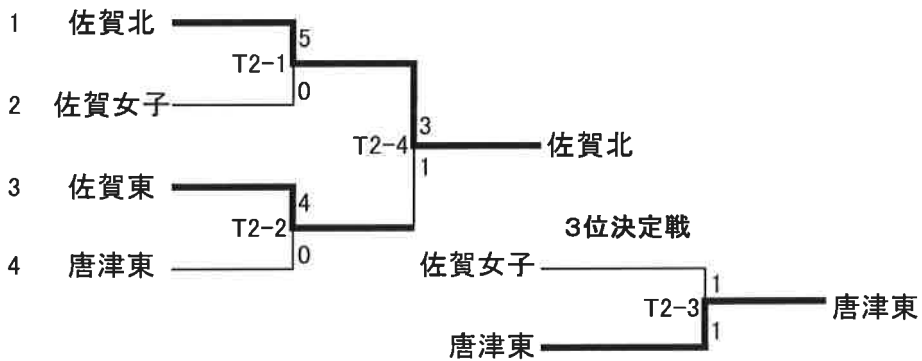 1 佐賀北
5
T2-1
0
2 佐賀女子
3
T2-4
佐賀北
1
3 佐賀東
4
T2-2
0
4 唐津東
3位決定戦
佐賀女子
1
T2-3
唐津東
1
唐津東